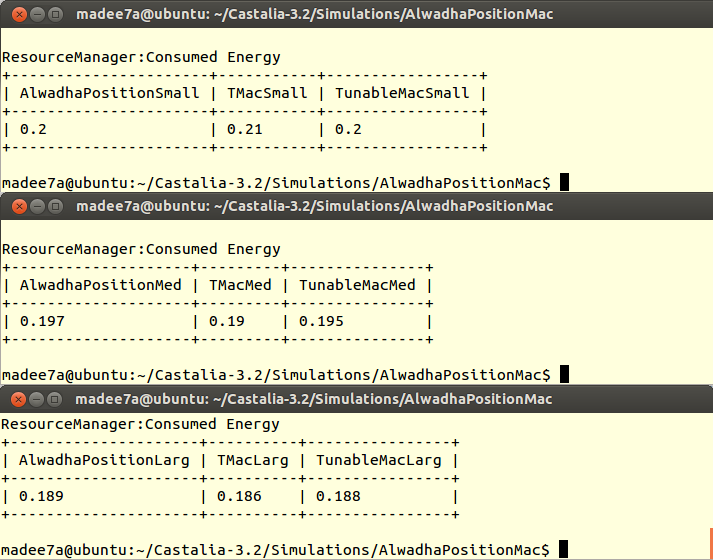 madee7a@ubuntu: ~/Castalia-3.2/Simulations/AlwadhaPositionMac
ResourceManager:Consumed Energy
+----------------------+-----------+-----------------+
| AlwadhaPositionSmall | TMacSmall | TunableMacSmall |
+----------------------+-----------+-----------------+
| 0.2                  | 0.21      | 0.2             |
+----------------------+-----------+-----------------+
madee7a@ubuntu:~/Castalia-3.2/Simulations/AlwadhaPositionMac$
madee7a@ubuntu: ~/Castalia-3.2/Simulations/AlwadhaPositionMac
ResourceManager:Consumed Energy
+--------------------+---------+---------------+
| AlwadhaPositionMed | TMacMed | TunableMacMed |
+--------------------+---------+---------------+
| 0.197              | 0.19    | 0.195         |
+--------------------+---------+---------------+
madee7a@ubuntu:~/Castalia-3.2/Simulations/AlwadhaPositionMac$
madee7a@ubuntu: ~/Castalia-3.2/Simulations/AlwadhaPositionMac
ResourceManager:Consumed Energy
+---------------------+----------+----------------+
| AlwadhaPositionLarg | TMacLarg | TunableMacLarg |
+---------------------+----------+----------------+
| 0.189               | 0.186    | 0.188          |
+---------------------+----------+----------------+
madee7a@ubuntu:~/Castalia-3.2/Simulations/AlwadhaPositionMac$